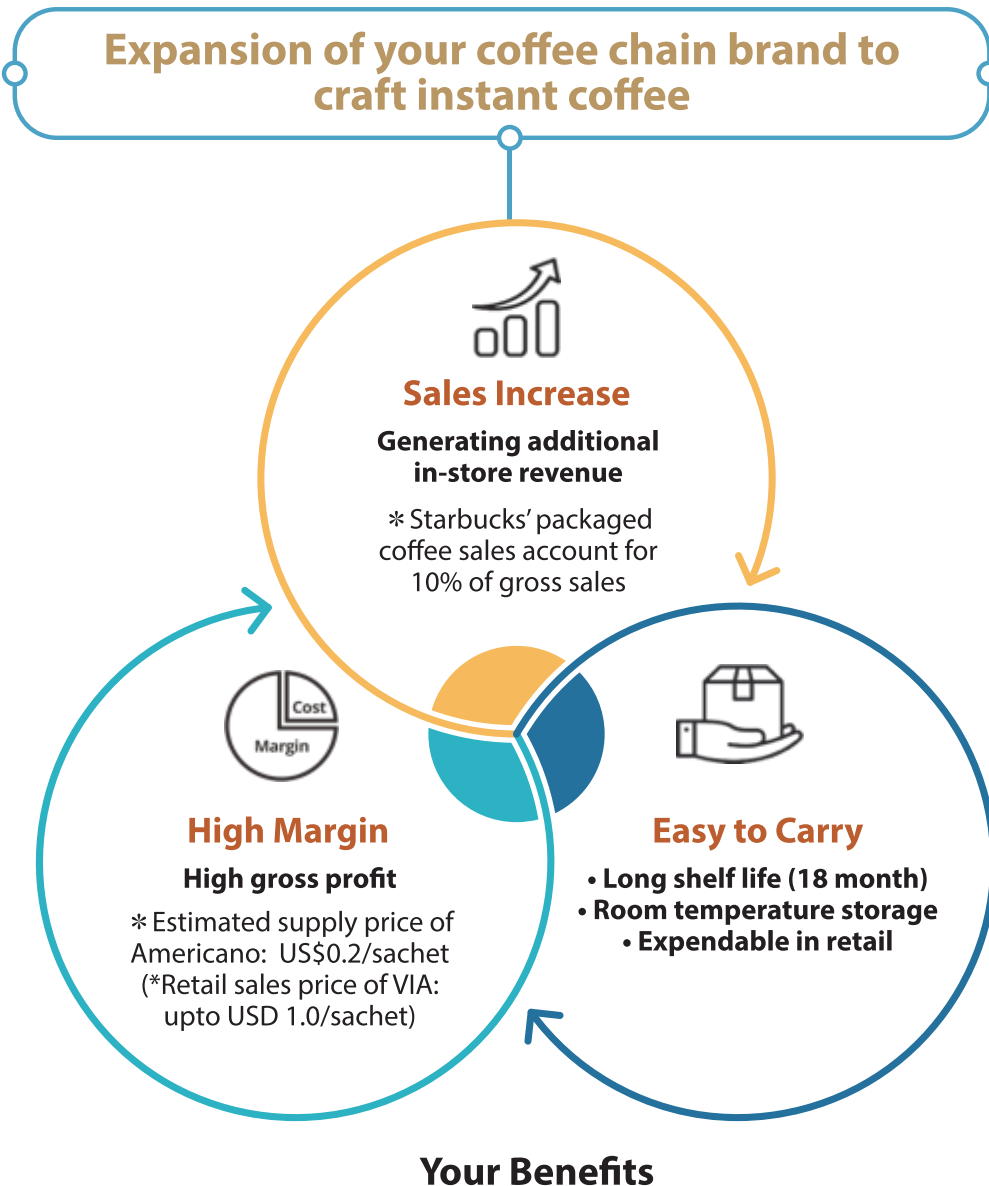 Expansion of your coffee chain brand to
craft instant coffee
Sales Increase
Generating additional
in-store revenue
* Starbucks’ packaged
coffee sales account for
10% of gross sales
Cost
Margin
High Margin
High gross profit
* Estimated supply price of
Americano: US$0.2/sachet
(*Retail sales price of VIA:
upto USD 1.0/sachet)
Easy to Carry
• Long shelf life (18 month)
• Room temperature storage
• Expendable in retail
Your Benefits